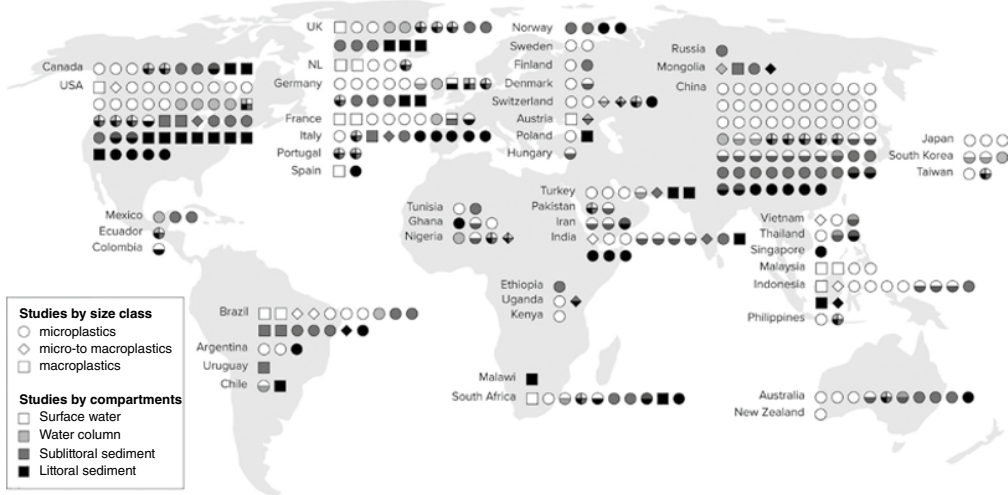 UK
Norway
Sweden
NL
Finland
Germany
Denmark
Switzerland
France
Austria
Italy
Poland
Portugal
Hungary
Spain
Canada
USA
Russia
Mongolia
China
Japan
South Korea
Taiwan
Mexico
Ecuador
Colombia
Tunisia
Ghana
Nigeria
Turkey
Pakistan
Iran
India
Vietnam
Thailand
Singapore
Malaysia
Indonesia
Philippines
Ethiopia
Uganda
Kenya
Brazil
Argentina
Uruguay
Chile
Malawi
South Africa
Australia
New Zealand
Studies by size class
microplastics
micro-to macroplastics
macroplastics
Studies by compartments
Surface water
Water column
Sublittoral sediment
Littoral sediment